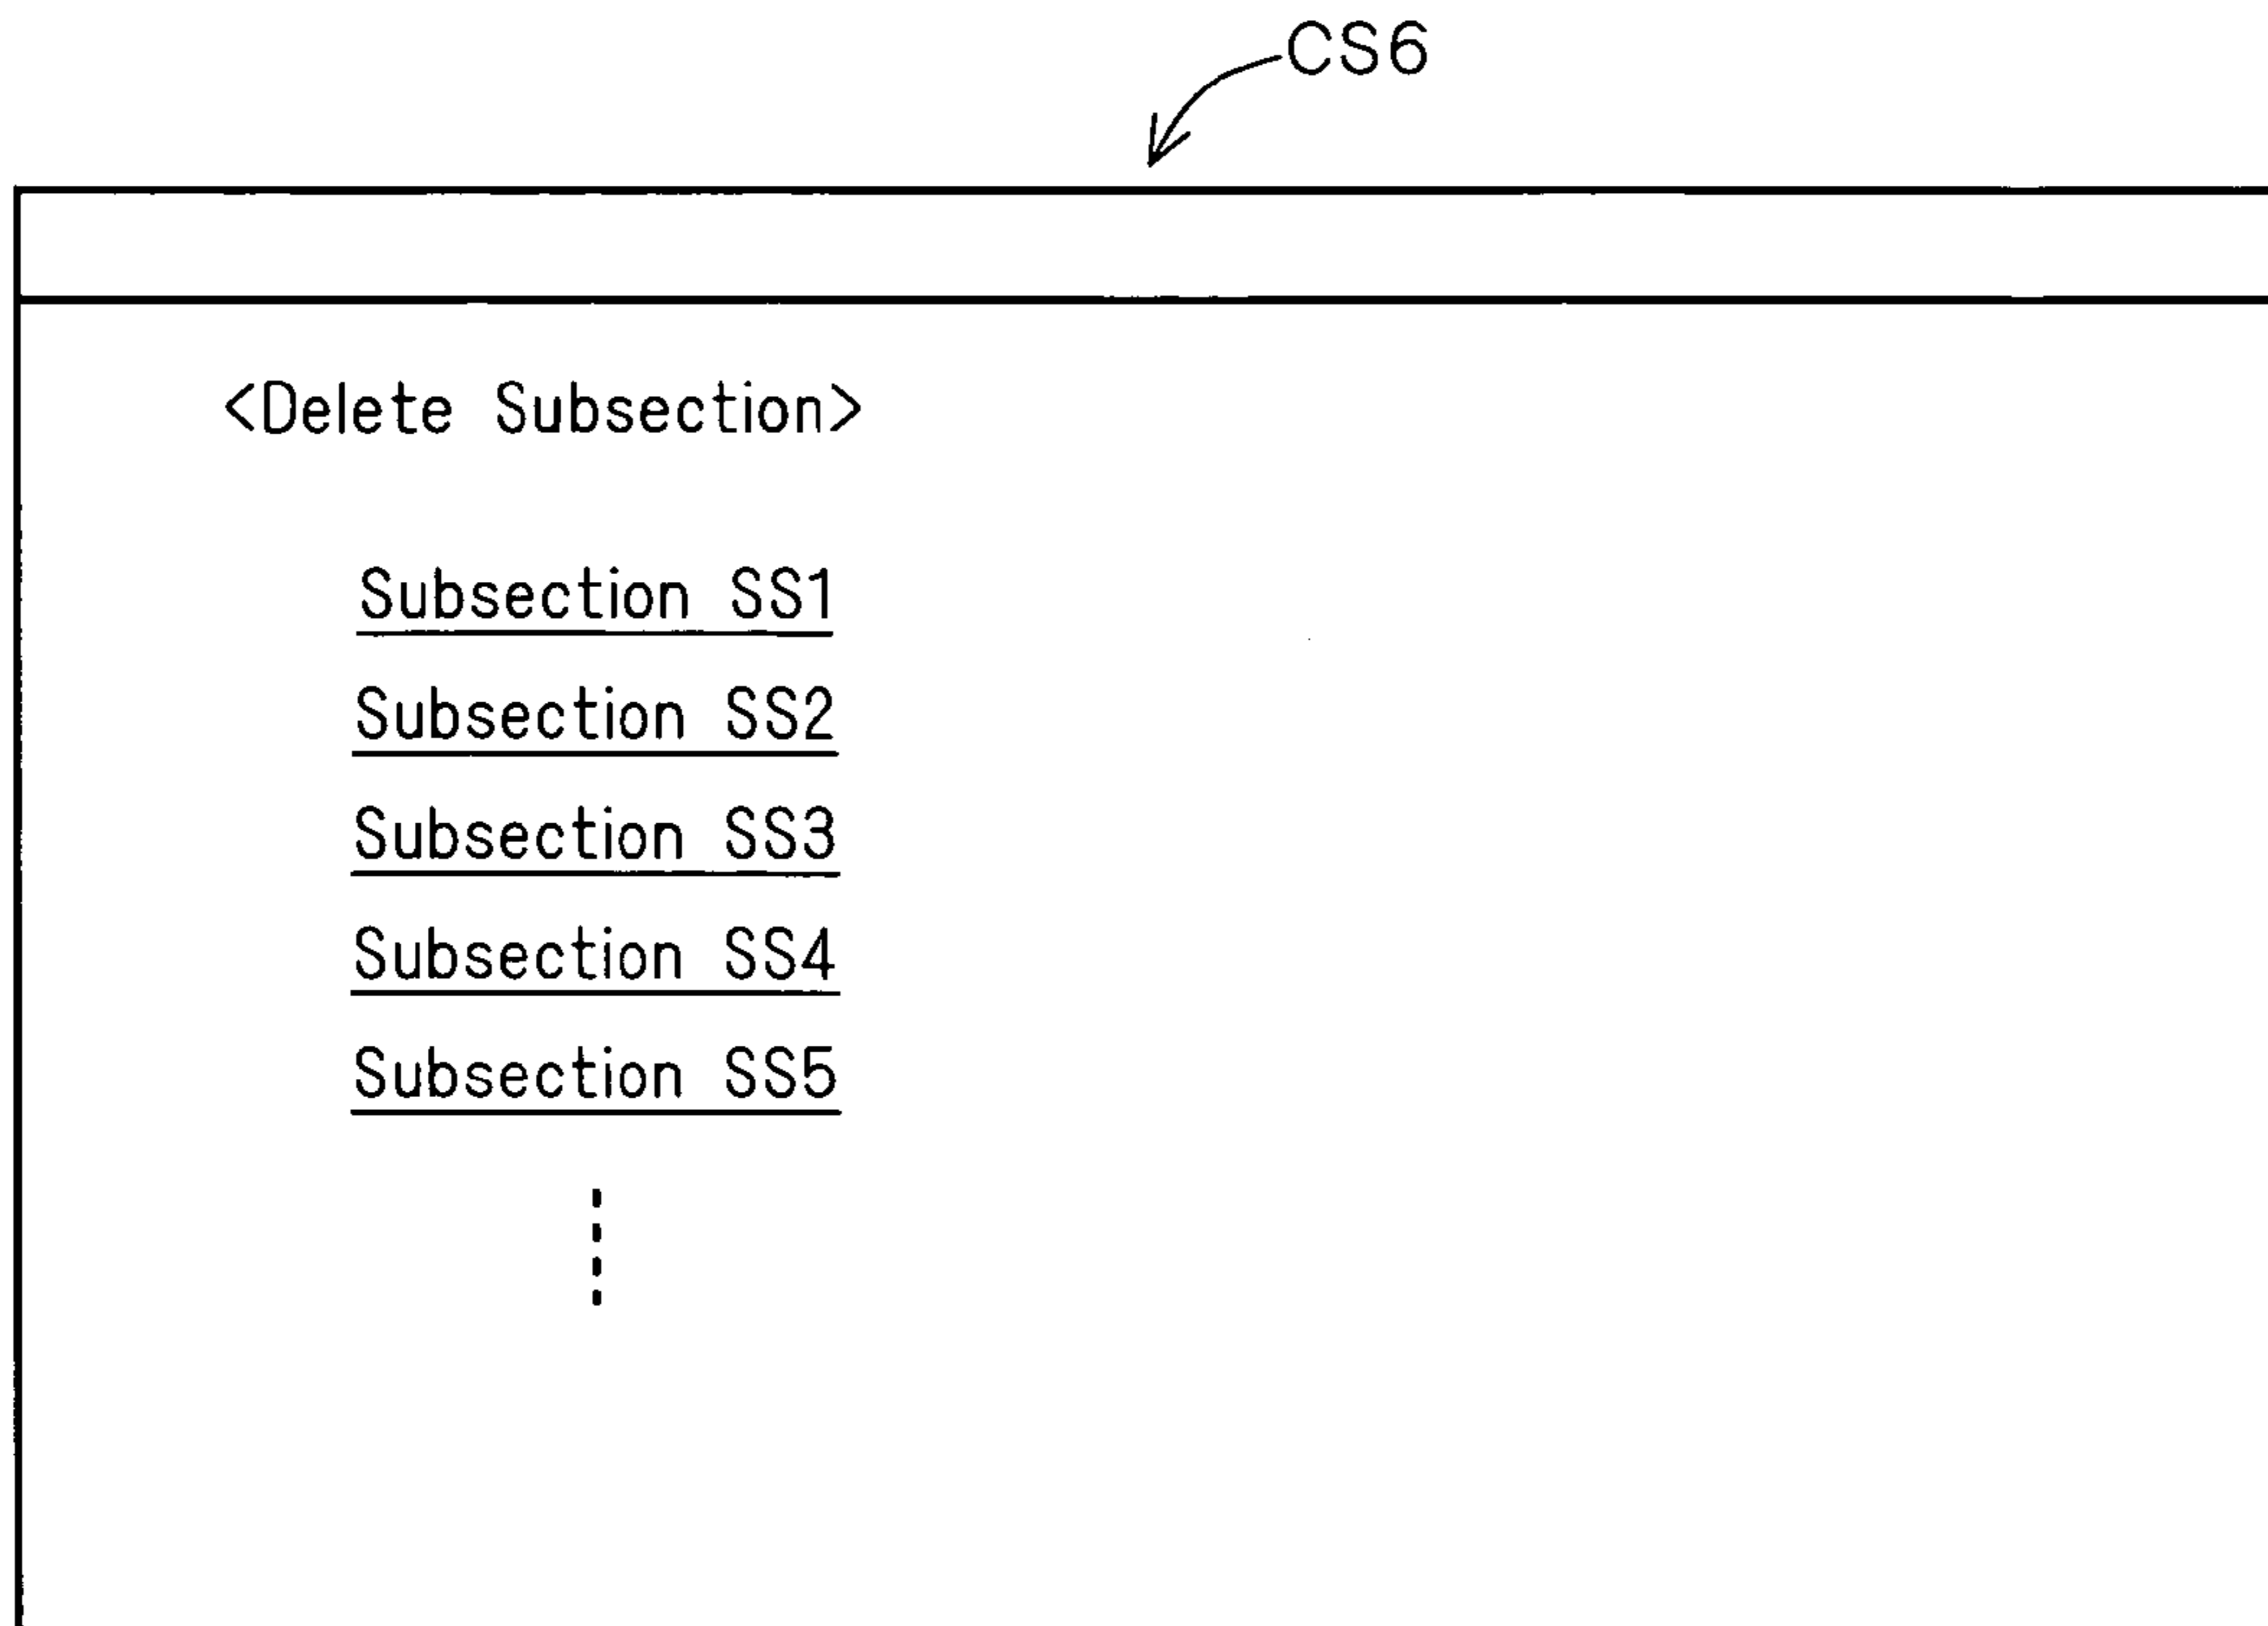 CS6
<Delete Subsection>
Subsection SS1
Subsection SS2
Subsection SS3
Subsection SS4
Subsection SS5